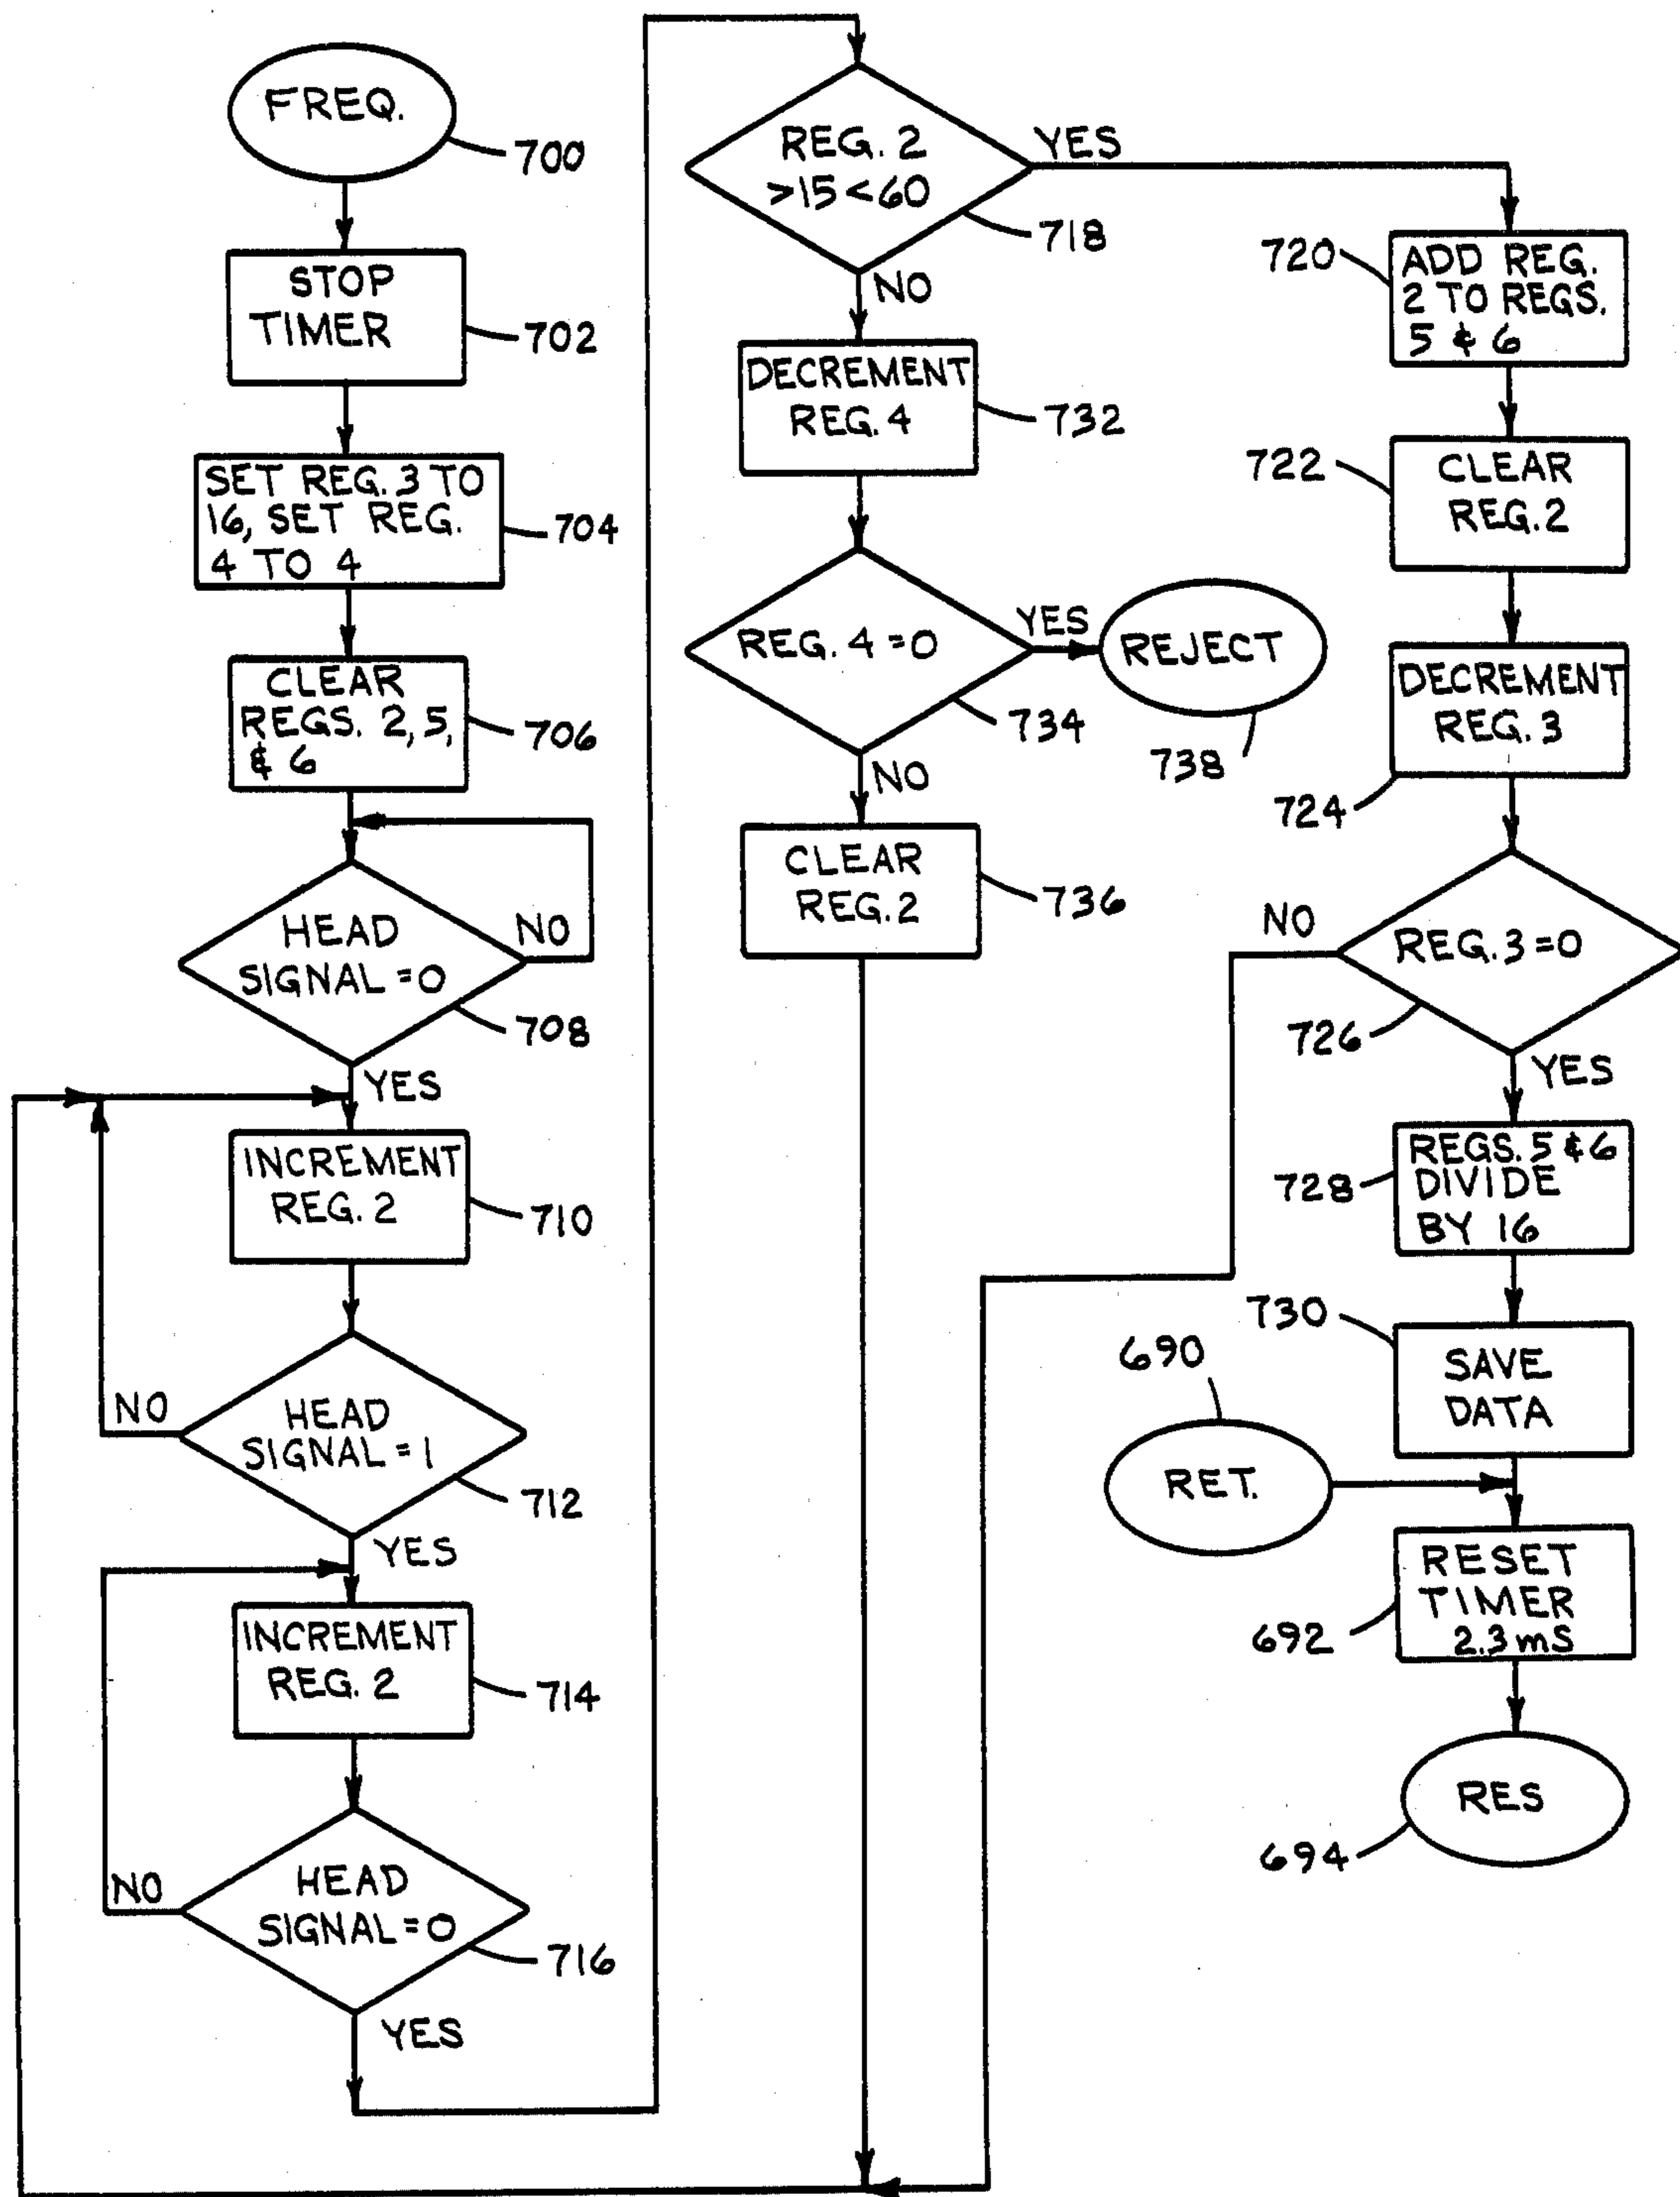 FREQ.
700
STOP
TIMER
702
SET REG. 3 TO
16, SET REG.
4 TO 4
704
CLEAR
REGS. 2, 5,
& 6
706
HEAD
SIGNAL = 0
NO
708
YES
INCREMENT
REG. 2
710
HEAD
SIGNAL = 1
NO
712
YES
INCREMENT
REG. 2
714
HEAD
SIGNAL = 0
NO
716
YES
REG. 2
>15 <60
YES
718
NO
DECREMENT
REG. 4
732
REG. 4 = 0
YES
REJECT
734
738
NO
CLEAR
REG. 2
736
720
ADD REG.
2 TO REGS.
5 & 6
722
CLEAR
REG. 2
DECREMENT
REG. 3
724
NO
REG. 3 = 0
726
YES
728
REGS. 5 & 6
DIVIDE
BY 16
730
SAVE
DATA
690
RET.
RESET
TIMER
2.3 mS
692
RES
694